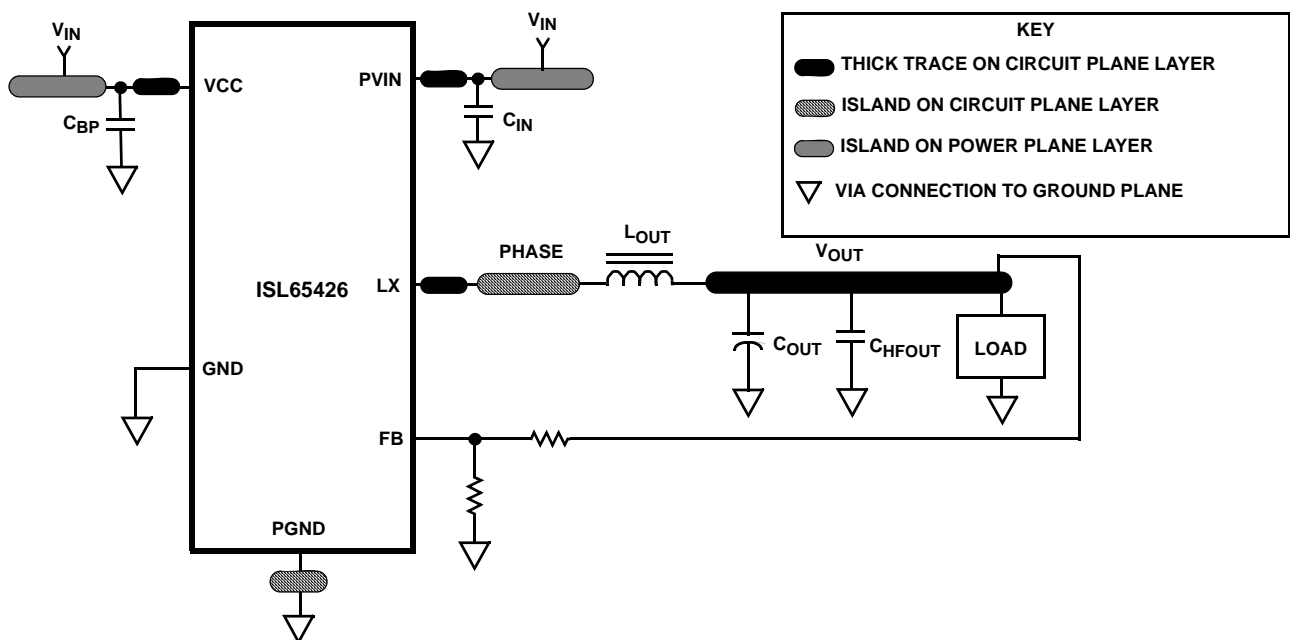 VIN
VIN
KEY
THICK TRACE ON CIRCUIT PLANE LAYER
ISLAND ON CIRCUIT PLANE LAYER
ISLAND ON POWER PLANE LAYER
VIA CONNECTION TO GROUND PLANE
VCC
PVIN
CBP
CIN
LOUT
VOUT
PHASE
ISL65426
LX
COUT
CHFOUT
LOAD
GND
FB
PGND